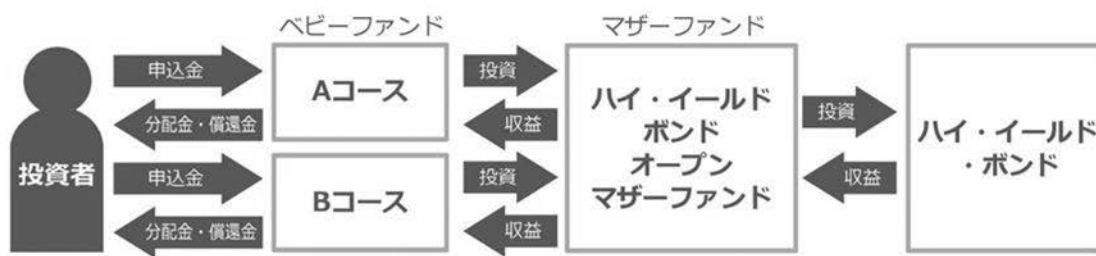 ベビーファンド
マザーファンド
投資者
申込金
分配金・償還金
申込金
分配金・償還金
Aコース
Bコース
投資
収益
投資
収益
ハイ・イールド
ボンド
オープン
マザーファンド
投資
収益
ハイ・イールド
・ボンド